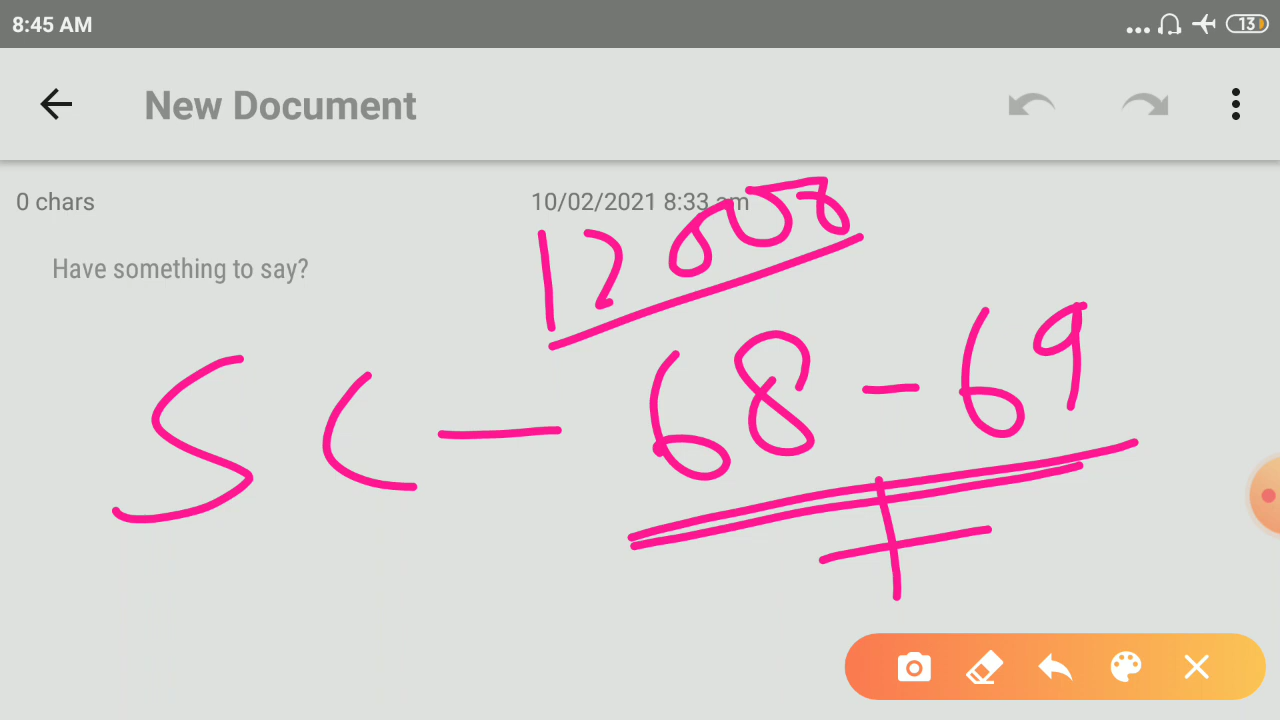 8:45 AM
13
New Document
0 chars
10/02/2021 8:33 am
Have something to say?
SC - 68-69
+